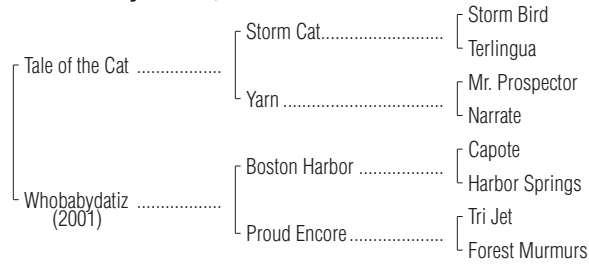 Storm Bird
Storm Cat
Terlingua
Tale of the Cat
Mr. Prospector
Yarn
Narrate
Capote
Boston Harbor
Harbor Springs
Whobabydatiz
(2001)
Tri Jet
Proud Encore
Forest Murmurs